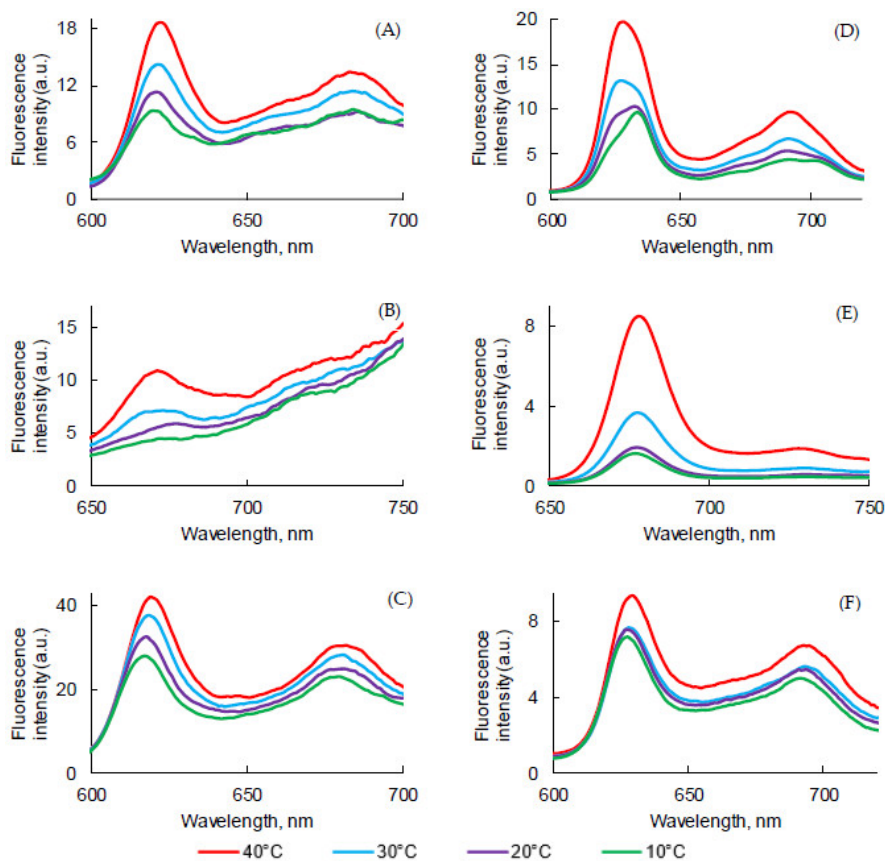 (A)
Fluorescence
intensity (a.u.)
18
12
6
0
600
650
700
Wavelength, nm
(D)
Fluorescence
intensity (a.u.)
20
15
10
5
0
600
650
700
Wavelength, nm
(B)
Fluorescence
intensity (a.u.)
15
10
5
0
650
700
750
Wavelength, nm
(E)
Fluorescence
intensity (a.u.)
8
4
0
650
700
750
Wavelength, nm
(C)
Fluorescence
intensity (a.u.)
40
20
0
600
650
700
Wavelength, nm
(F)
Fluorescence
intensity (a.u.)
8
4
0
600
650
700
Wavelength, nm
40°C 30°C 20°C 10°C